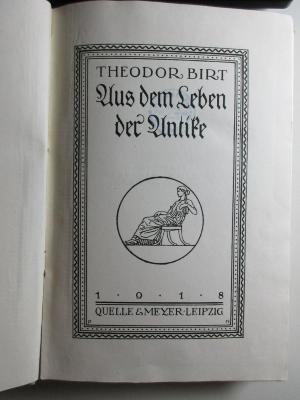 THEODOR BIRT
Aus dem Leben
der Antike
1 · 9 · 1 · 8
QUELLE & MEYER · LEIPZIG